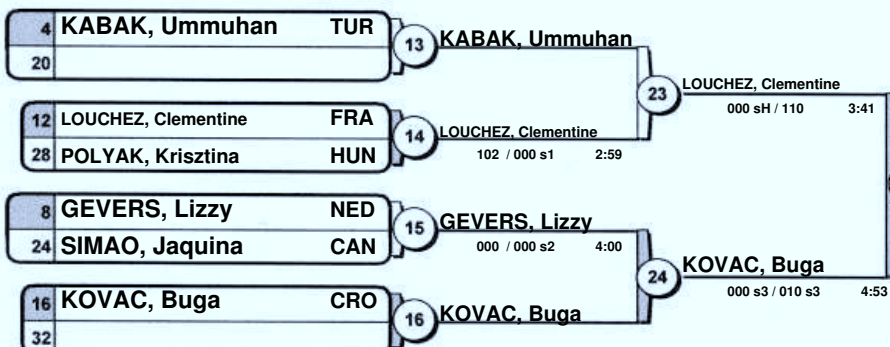 4 KABAK, Ummuhan TUR
20
13
KABAK, Ummuhan
12 LOUCHEZ, Clementine FRA
28 POLYAK, Krisztina HUN
14
LOUCHEZ, Clementine
102 / 000 s1 2:59
23
LOUCHEZ, Clementine
000 sH / 110 3:41
8 GEVERS, Lizzy NED
24 SIMAO, Jaquina CAN
15
GEVERS, Lizzy
000 / 000 s2 4:00
16 KOVAC, Buga CRO
32
16
KOVAC, Buga
24
KOVAC, Buga
000 s3 / 010 s3 4:53